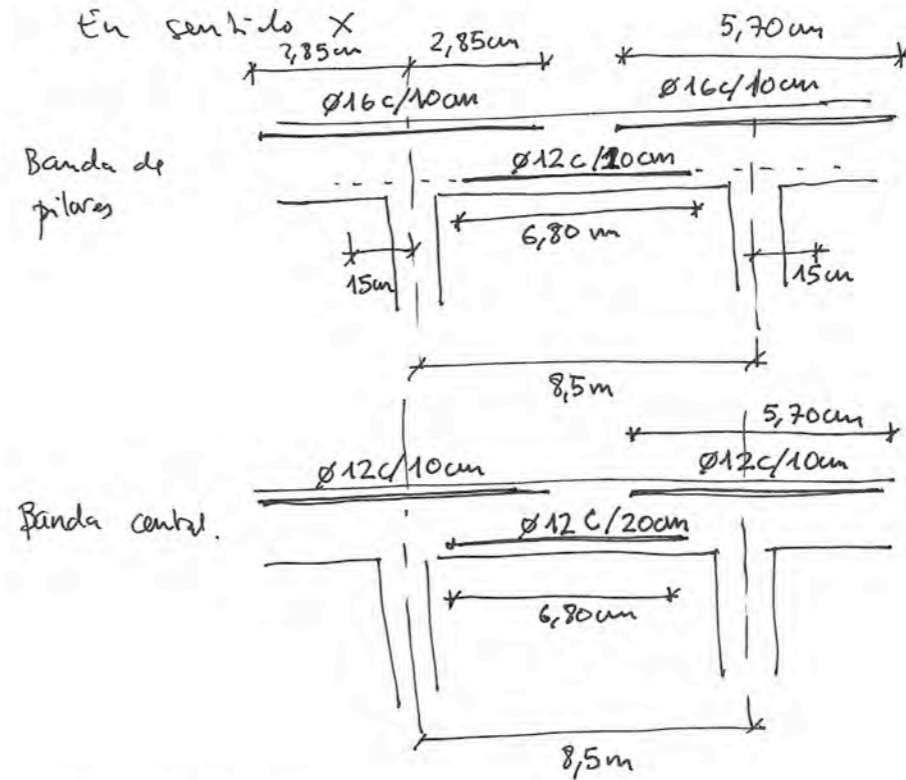 En sentido X
2,85cm 2,85cm 5,70cm
Ø16c/10cm Ø16c/10cm
Banda de
pilares
Ø12c/10cm
6,80 m
15cm 15cm
8,5m
5,70cm
Ø12c/10cm Ø12c/10cm
Banda central.
Ø12 c/20cm
6,80cm
8,5m